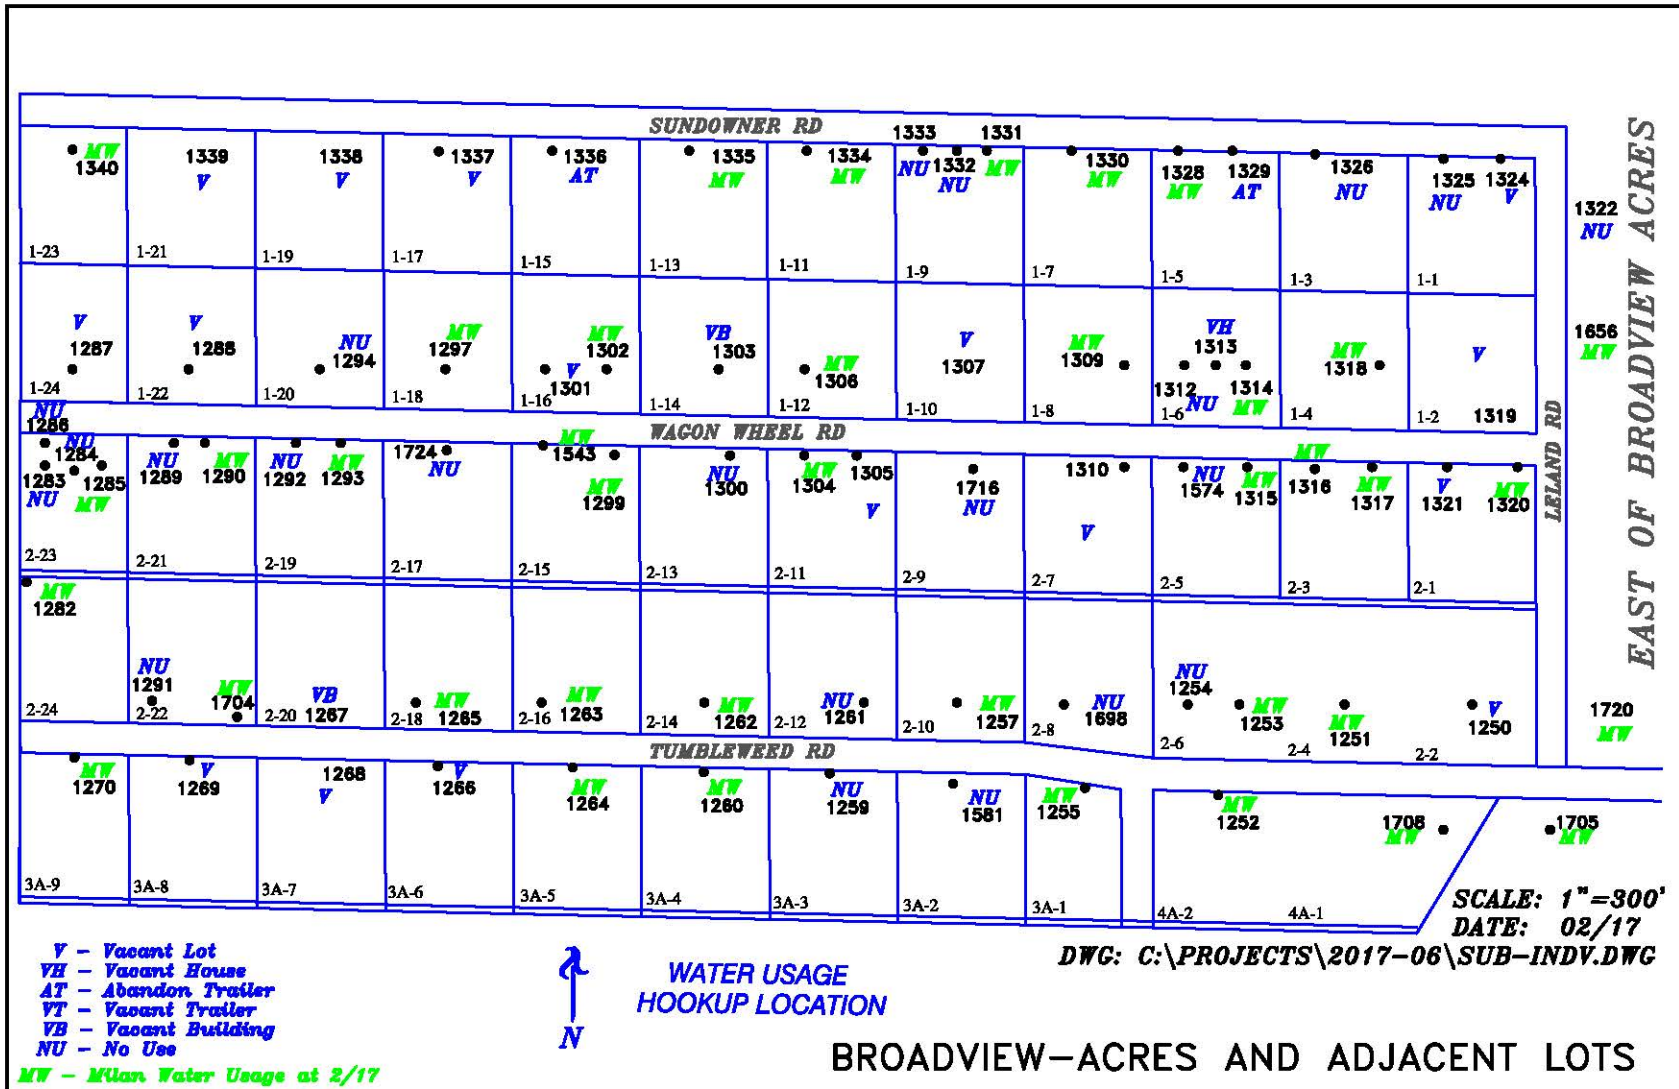 SUNDOWNER RD
1333 1331
MW 1340
1339 V
1338 V
1337 V
1336 AT
1335 MW
1334 MW
NU 1332 NU MW
1330 MW
1328 MW
1329 AT
1326 NU
1325 NU
1324 V
1322 NU
1-23 1-21 1-19 1-17 1-15 1-13 1-11 1-9 1-7 1-5 1-3 1-1
V 1287
V 1288
NU 1294
MW 1297
V 1301
MW 1302
VB 1303
MW 1306
V 1307
MW 1309
1312 NU
VH 1313
1314 MW
MW 1318
V
1319
1656 MW
1-24 1-22 1-20 1-18 1-16 1-14 1-12 1-10 1-8 1-6 1-4 1-2
WAGON WHEEL RD
LELAND RD
EAST OF BROADVIEW ACRES
NU 1286
NU 1284
1283 NU
1285 MW
NU 1289
MW 1290
NU 1292
MW 1293
1724 NU
MW 1543
MW 1299
NU 1300
MW 1304
1305 V
1716 NU
1310 V
NU 1574
MW 1315
MW 1316
MW 1317
V 1321
MW 1320
2-23 2-21 2-19 2-17 2-15 2-13 2-11 2-9 2-7 2-5 2-3 2-1
MW 1282
NU 1291
MW 1704
VB 1267
MW 1265
MW 1263
MW 1262
NU 1261
MW 1257
NU 1698
NU 1254
MW 1253
MW 1251
V 1250
1720 MW
2-24 2-22 2-20 2-18 2-16 2-14 2-12 2-10 2-8 2-6 2-4 2-2
TUMBLEWEED RD
MW 1270
V 1269
1268 V
V 1266
MW 1264
MW 1260
NU 1259
NU 1581
MW 1255
MW 1252
1708 MW
1705 MW
3A-9 3A-8 3A-7 3A-6 3A-5 3A-4 3A-3 3A-2 3A-1 4A-2 4A-1
SCALE: 1"=300'
DATE: 02/17
DWG: C:\PROJECTS\2017-06\SUB-INDV.DWG
V - Vacant Lot
VH - Vacant House
AT - Abandon Trailer
VT - Vacant Trailer
VB - Vacant Building
NU - No Use
MW - Milan Water Usage at 2/17
N
WATER USAGE
HOOKUP LOCATION
BROADVIEW-ACRES AND ADJACENT LOTS